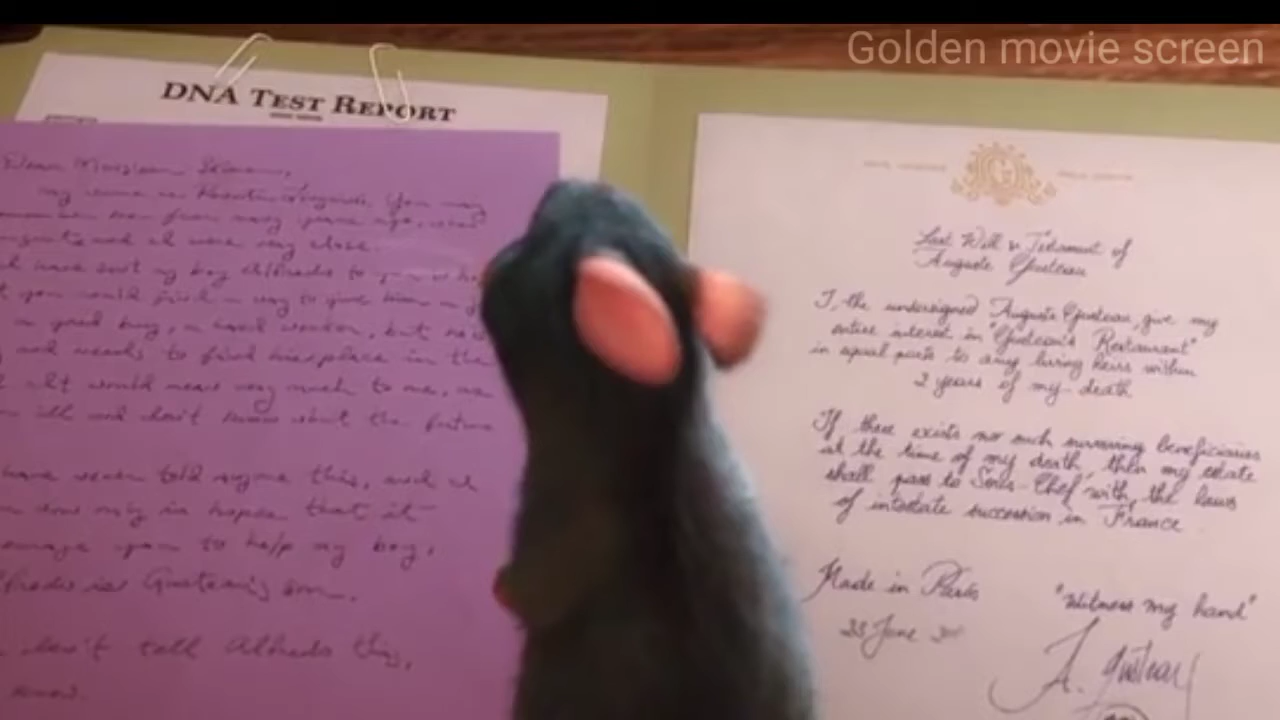 Golden movie screen
DNA TEST REPORT
Dear Monsieur Skinner,
my name is Renata Linguini. You may
me from many years ago,
and I were very close.
have sent my boy Alfredo to you
you would find a way to give him a
a good boy, a hard worker, but he's
and needs to find his place in the
It would mean very much to me,
ill and don't know what the future
have never told anyone this, and I
only in hopes that it
you to help my boy,
is Gusteau's son.
don't tell Alfredo this,
Last Will & Testament of
Auguste Gusteau
I, the undersigned Auguste Gusteau, give my
entire interest in "Gusteau's Restaurant"
in equal parts to any living heirs within
2 years of my death
If there exists no such surviving beneficiaries
at the time of my death, then my estate
shall pass to Sous-Chef with the laws
of intestate succession in France
Made in Paris
"Witness my hand"
25 June
A. Gusteau